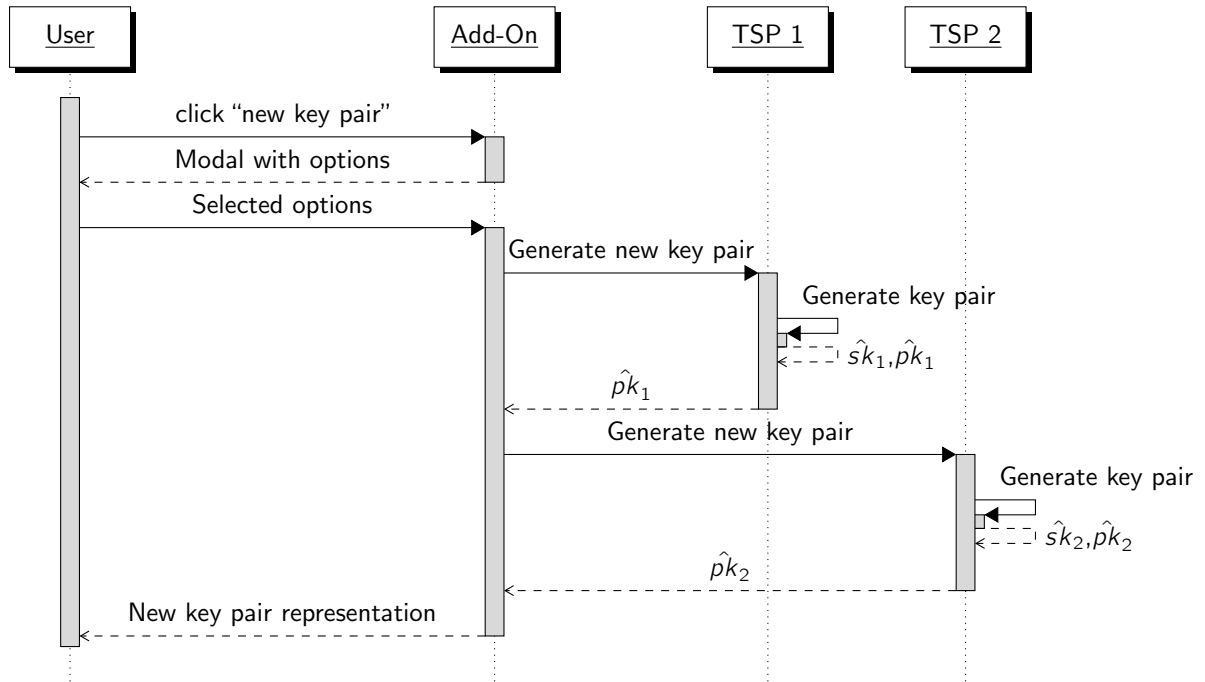 User
Add-On
TSP 1
TSP 2
click “new key pair”
Modal with options
Selected options
Generate new key pair
Generate key pair
ŝk₁,p̂k₁
p̂k₁
Generate new key pair
Generate key pair
ŝk₂,p̂k₂
p̂k₂
New key pair representation